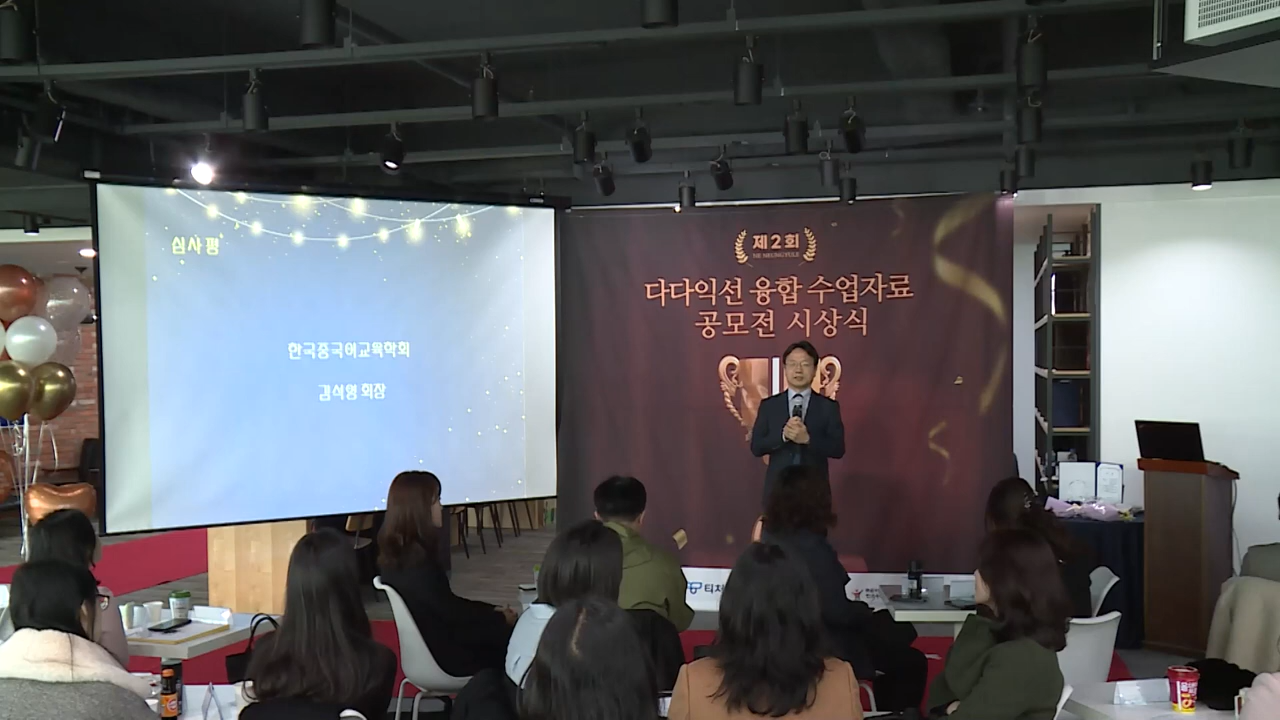 심사평
한국중국어교육학회
김석영 회장
제2회
다다익선 융합 수업자료
공모전 시상식
티처